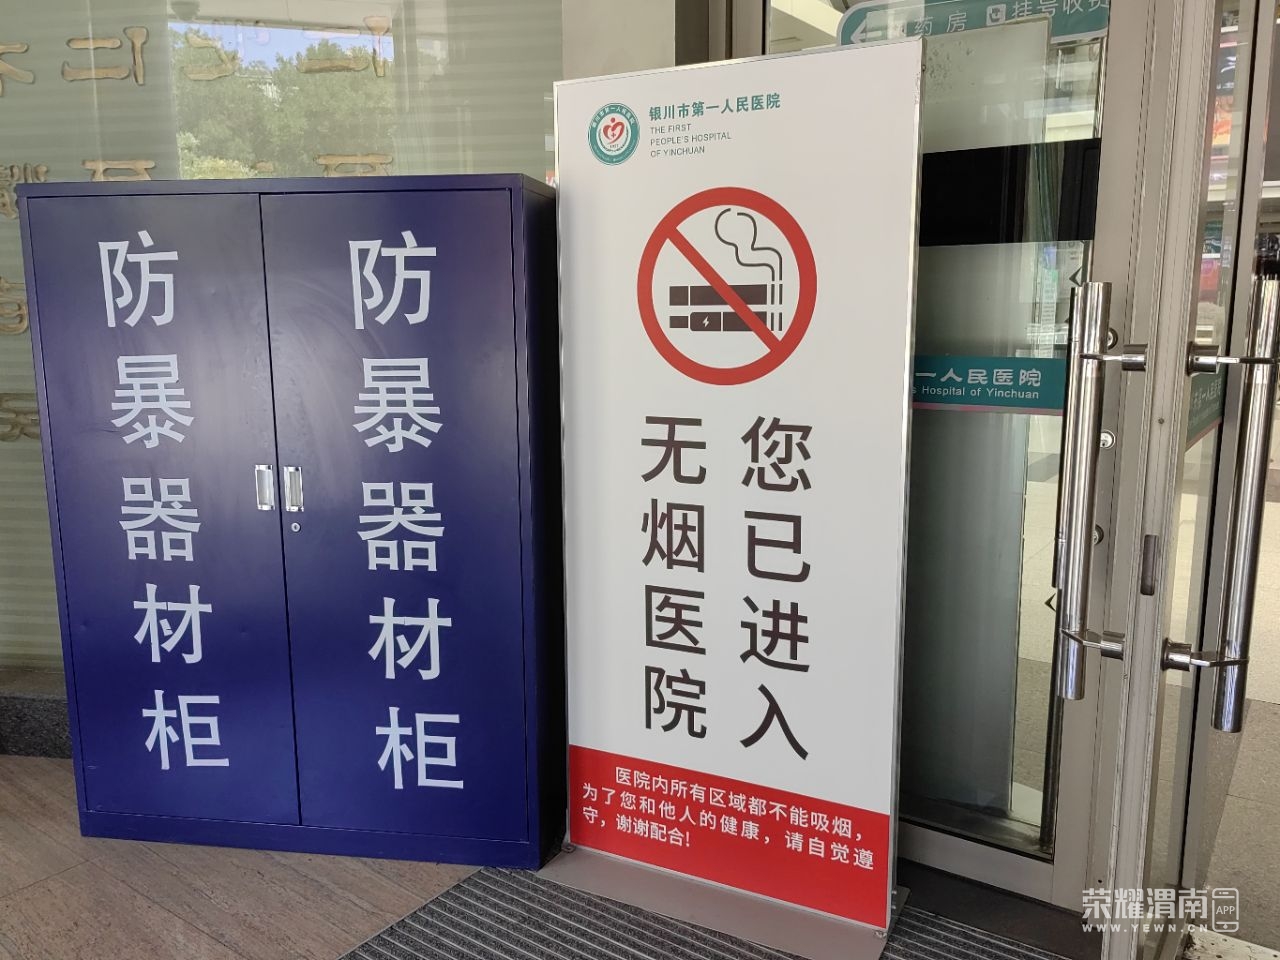 防暴器材柜
防暴器材柜
银川市第一人民医院
THE FIRST
PEOPLE'S HOSPITAL
OF YINCHUAN
您已进入
无烟医院
医院内所有区域都不能吸烟，
为了您和他人的健康，请自觉遵
守，谢谢配合！
药房 挂号收费
一人民医院
Hospital of Yinchuan
荣耀渭南 APP
WWW.YEWN.CN